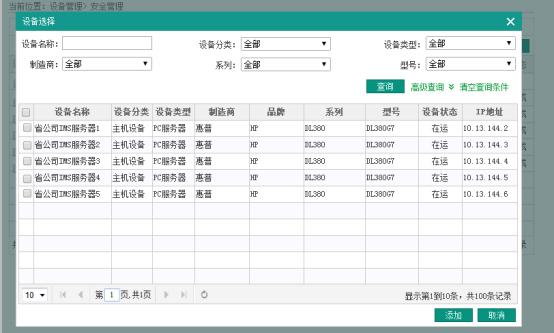 当前位置：设备管理> 安全管理
设备选择
设备名称：
设备分类： 全部
设备类型： 全部
制造商： 全部
系列： 全部
型号： 全部
查询 高级查询 清空查询条件
设备名称 设备分类 设备类型 制造商 品牌 系列 型号 设备状态 IP地址
省公司IMS服务器1 主机设备 PC服务器 惠普 HP DL380 DL380G7 在运 10.13.144.2
省公司IMS服务器2 主机设备 PC服务器 惠普 HP DL380 DL380G7 在运 10.13.144.3
省公司IMS服务器3 主机设备 PC服务器 惠普 HP DL380 DL380G7 在运 10.13.144.4
省公司IMS服务器4 主机设备 PC服务器 惠普 HP DL380 DL380G7 在运 10.13.144.5
省公司IMS服务器5 主机设备 PC服务器 惠普 HP DL380 DL380G7 在运 10.13.144.6
10 第 1 页,共1页 显示第1到10条，共100条记录
添加 取消